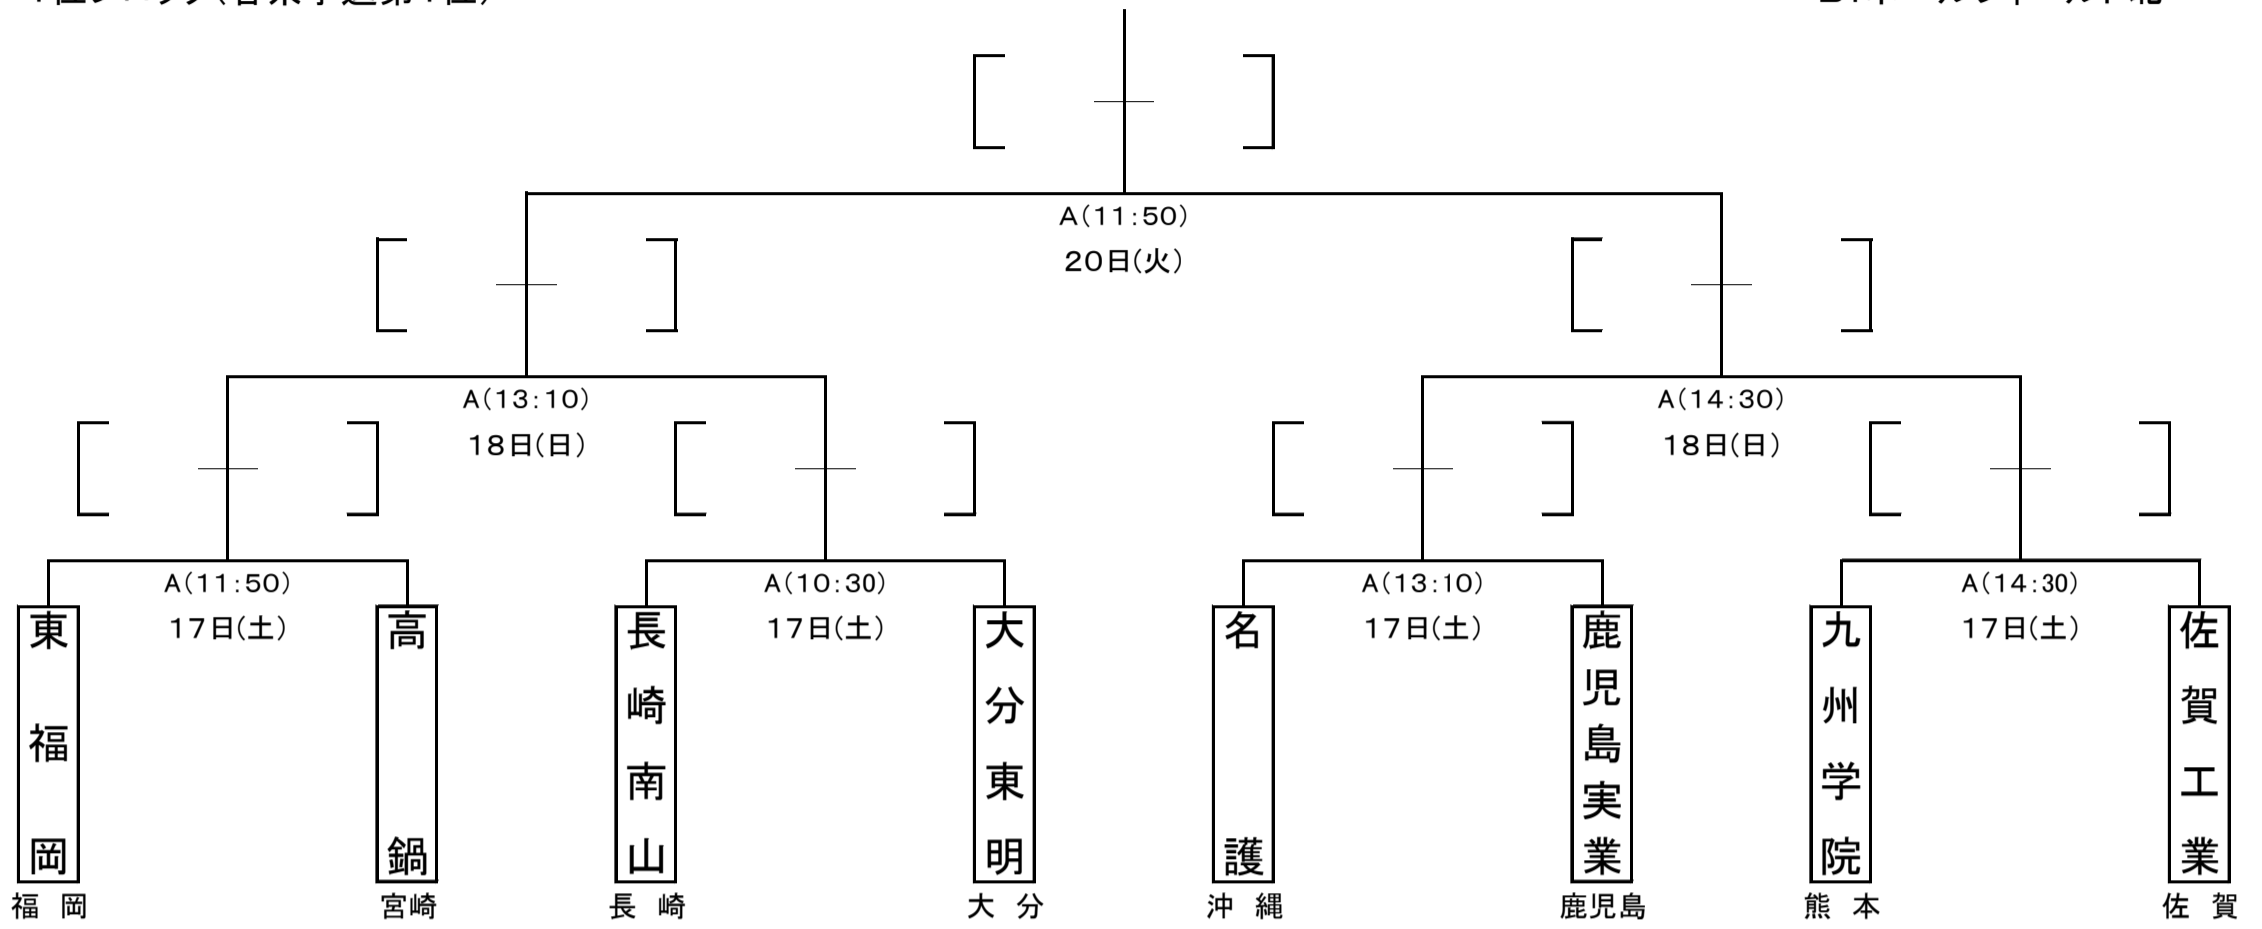 A(11:50)
20日(火)
A(13:10)
18日(日)
A(14:30)
18日(日)
A(11:50)
17日(土)
A(10:30)
17日(土)
A(13:10)
17日(土)
A(14:30)
17日(土)
東福岡
高鍋
長崎南山
大分東明
名護
鹿児島実業
九州学院
佐賀工業
福岡
宮崎
長崎
大分
沖縄
鹿児島
熊本
佐賀